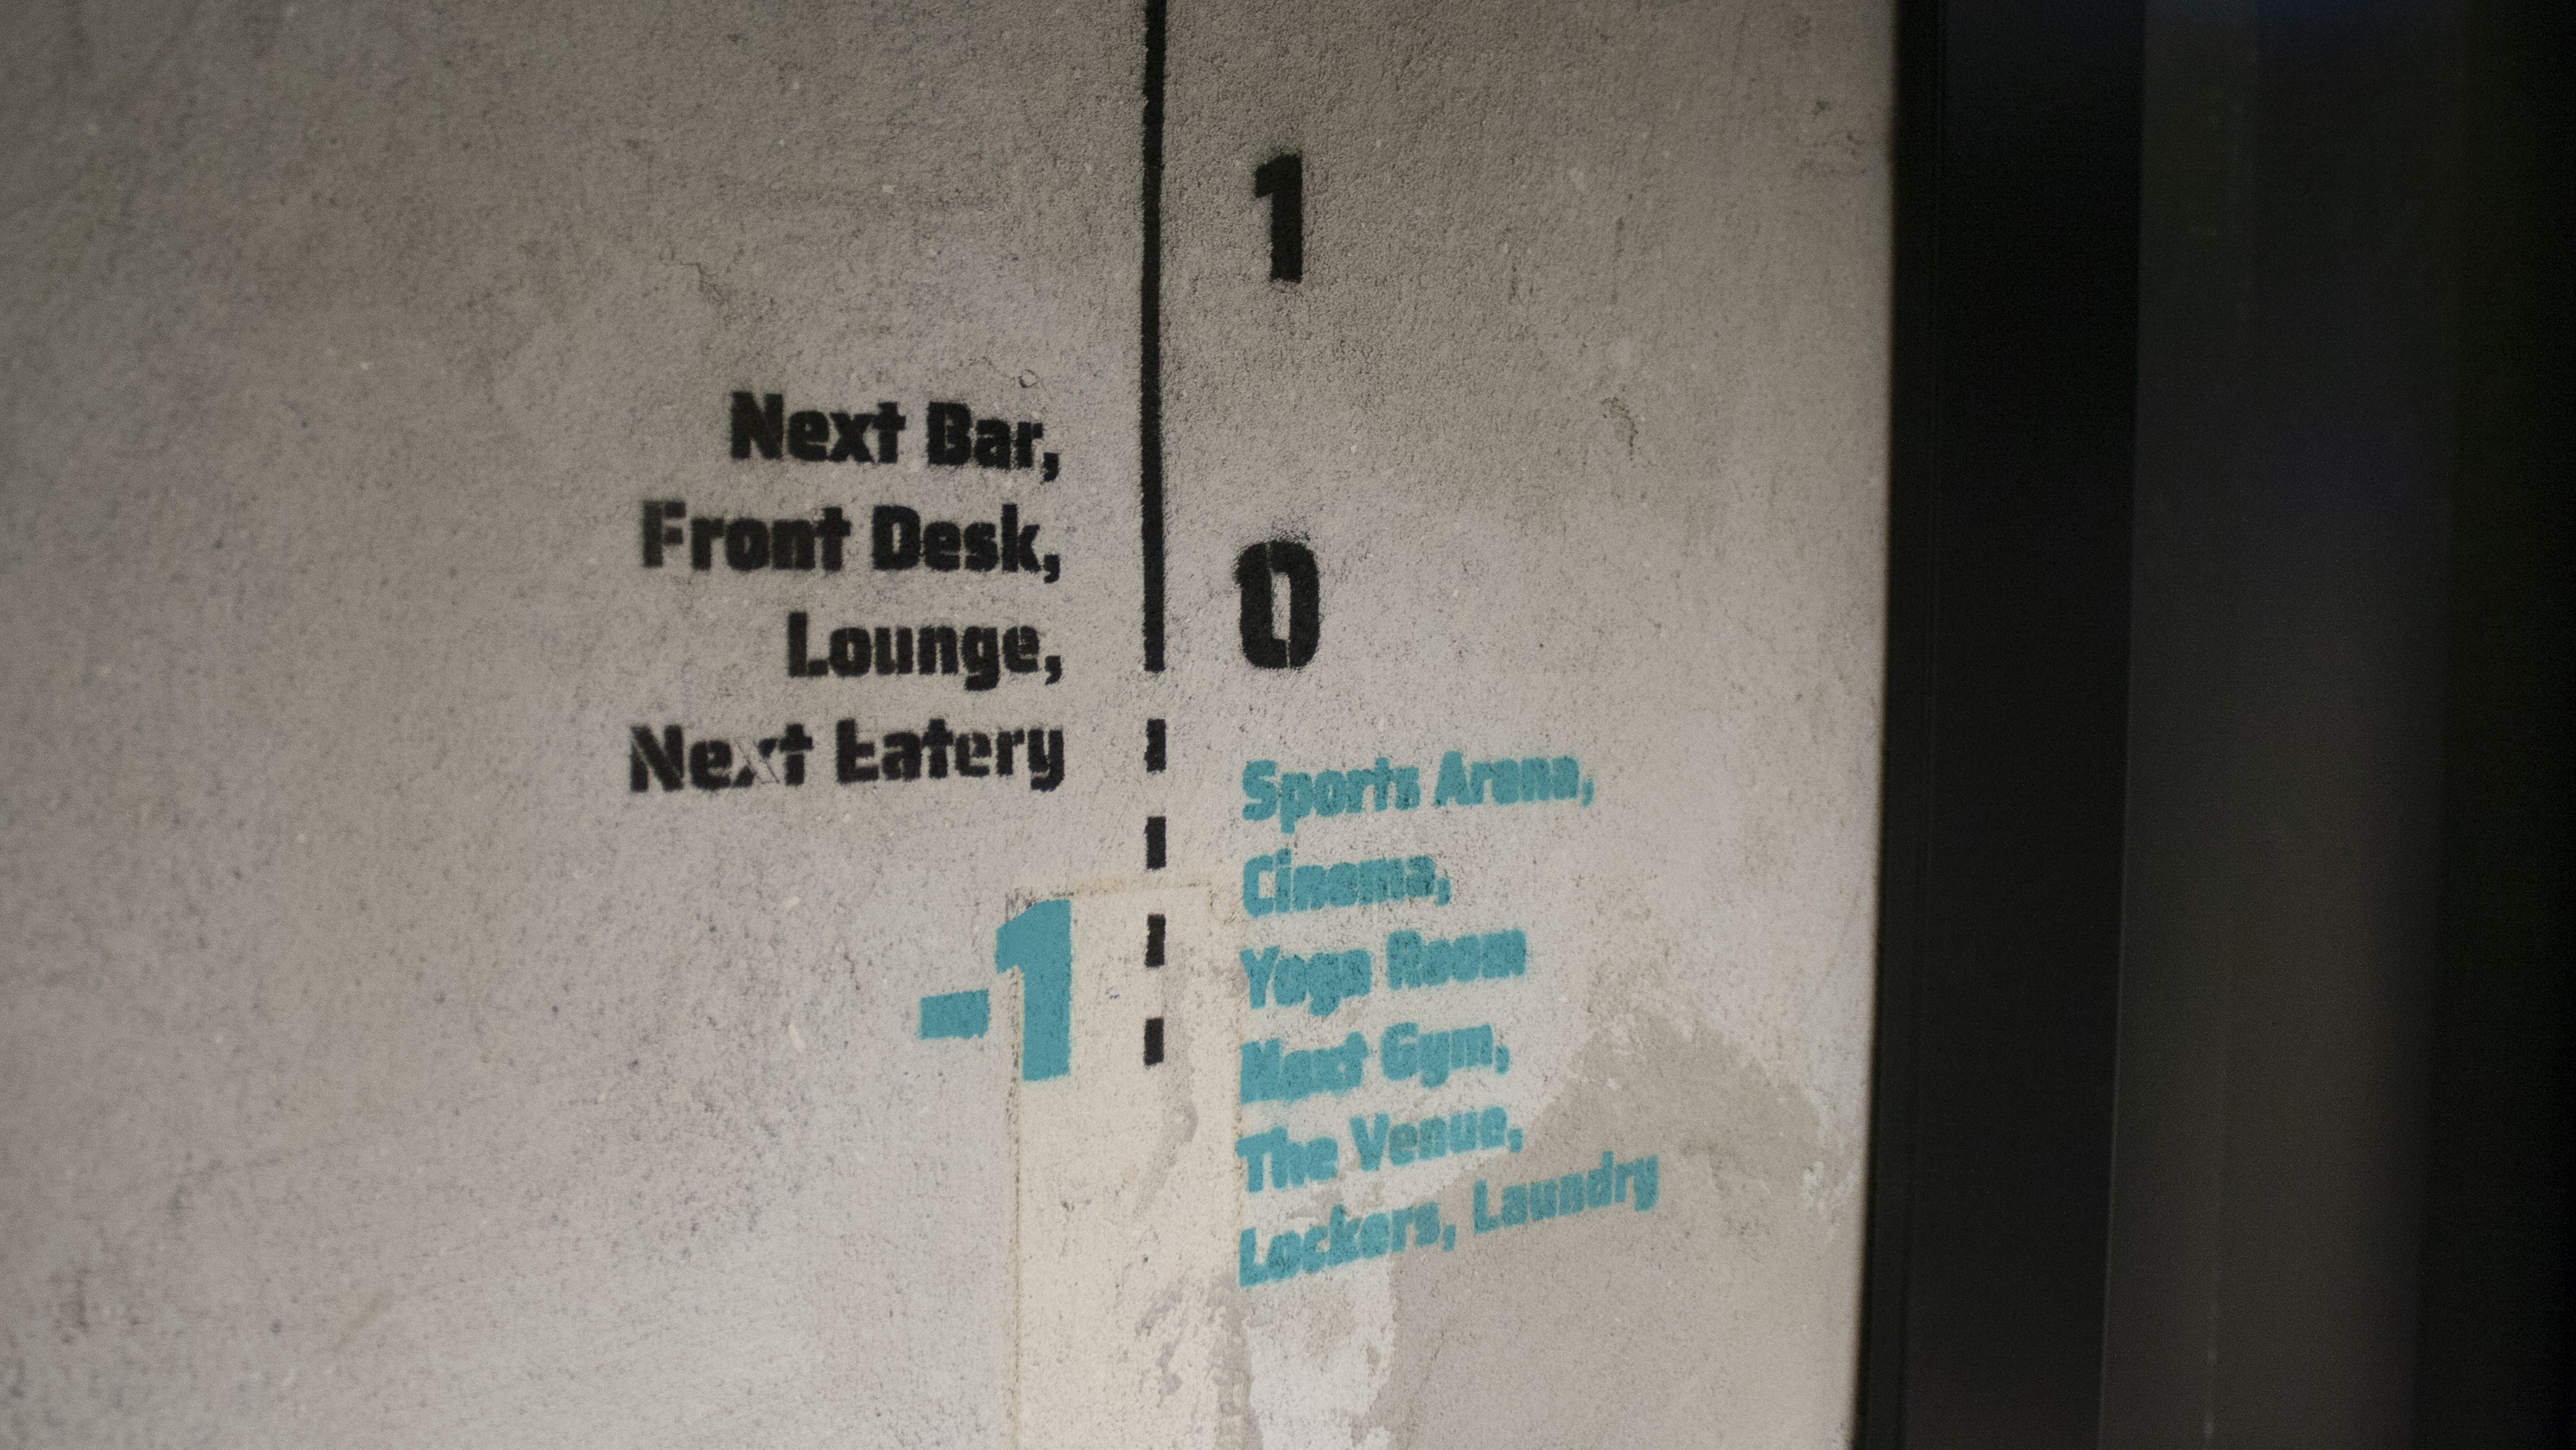 1
Next Bar,
Front Desk,
Lounge,
Next Eatery
0
-1
Sports Arena,
Cinema,
Yoga Room
Next Gym,
The Venue,
Lockers, Laundry